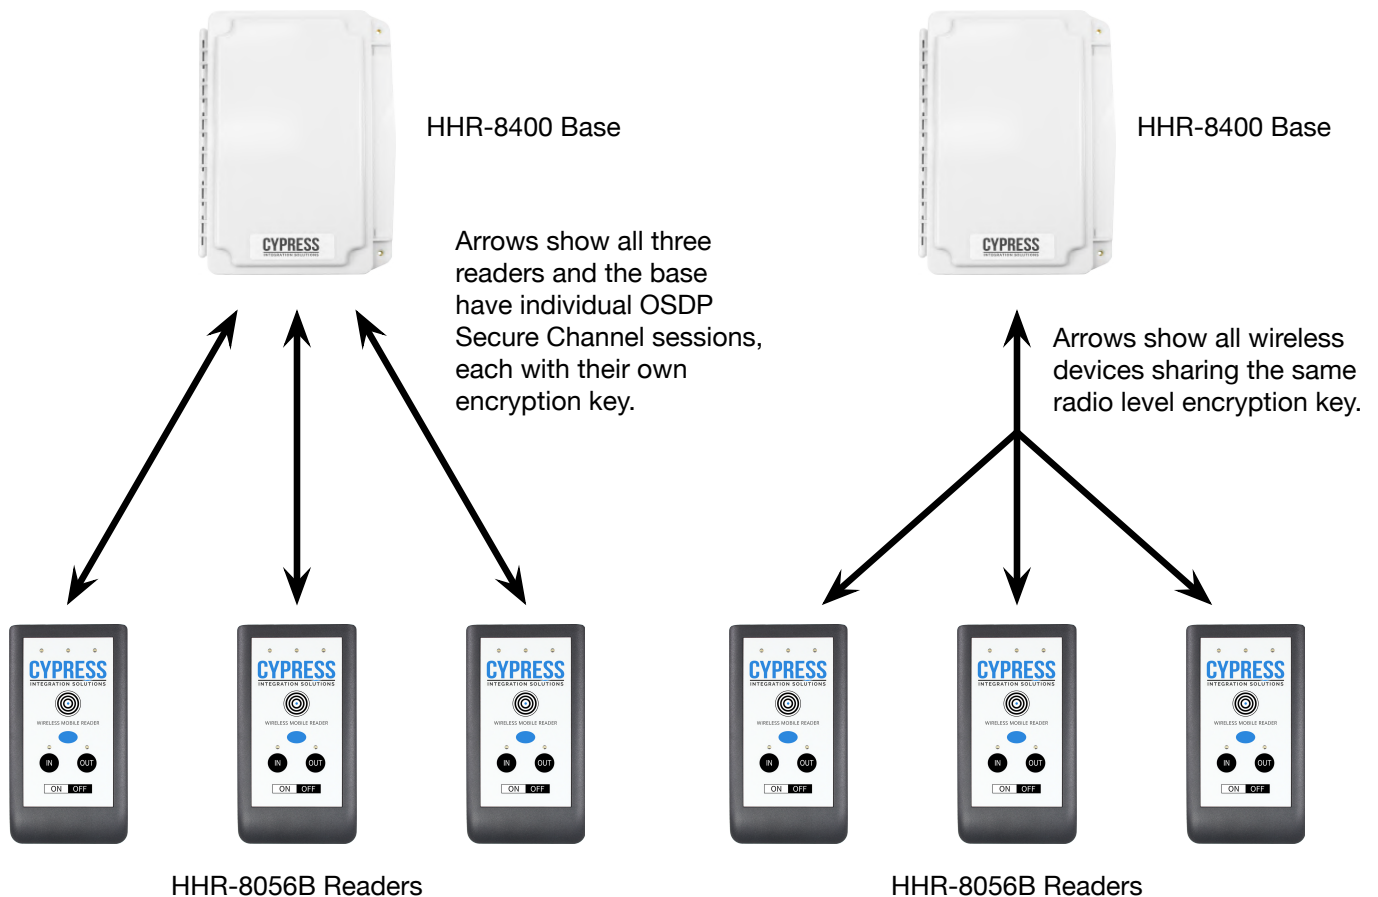 HHR-8400 Base
CYPRESS
INTEGRATION SOLUTIONS
Arrows show all three
readers and the base
have individual OSDP
Secure Channel sessions,
each with their own
encryption key.
CYPRESS
INTEGRATION SOLUTIONS
WIRELESS MOBILE READER
IN OUT
ON OFF
CYPRESS
INTEGRATION SOLUTIONS
WIRELESS MOBILE READER
IN OUT
ON OFF
CYPRESS
INTEGRATION SOLUTIONS
WIRELESS MOBILE READER
IN OUT
ON OFF
HHR-8056B Readers
HHR-8400 Base
CYPRESS
INTEGRATION SOLUTIONS
Arrows show all wireless
devices sharing the same
radio level encryption key.
CYPRESS
INTEGRATION SOLUTIONS
WIRELESS MOBILE READER
IN OUT
ON OFF
CYPRESS
INTEGRATION SOLUTIONS
WIRELESS MOBILE READER
IN OUT
ON OFF
CYPRESS
INTEGRATION SOLUTIONS
WIRELESS MOBILE READER
IN OUT
ON OFF
HHR-8056B Readers